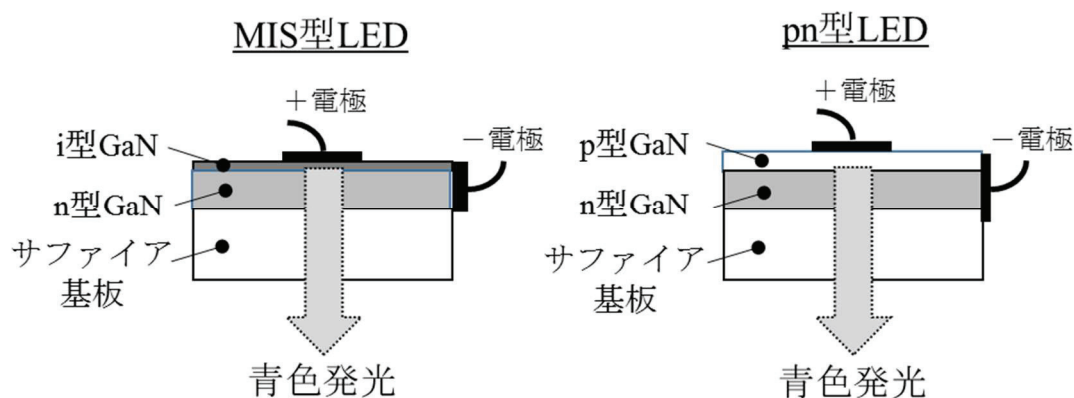 MIS型LED
＋電極
i型GaN
－電極
n型GaN
サファイア
基板
青色発光
pn型LED
＋電極
p型GaN
－電極
n型GaN
サファイア
基板
青色発光